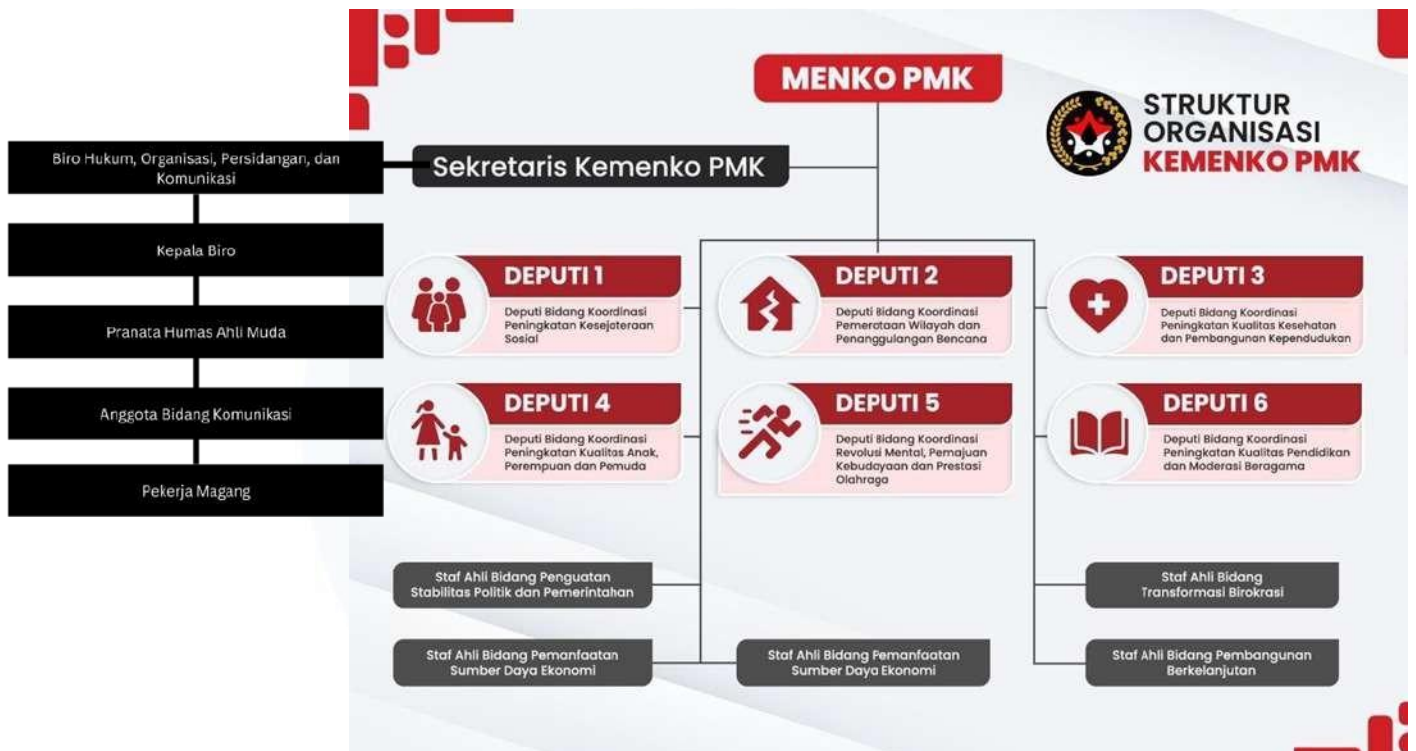 MENKO PMK
STRUKTUR
ORGANISASI
KEMENKO PMK
Sekretaris Kemenko PMK
Biro Hukum, Organisasi, Persidangan, dan
Komunikasi
Kepala Biro
Pranata Humas Ahli Muda
Anggota Bidang Komunikasi
Pekerja Magang
DEPUTI 1
Deputi Bidang Koordinasi
Peningkatan Kesejateraan
Sosial
DEPUTI 2
Deputi Bidang Koordinasi
Pemerataan Wilayah dan
Penanggulangan Bencana
DEPUTI 3
Deputi Bidang Koordinasi
Peningkatan Kualitas Kesehatan
dan Pembangunan Kependudukan
DEPUTI 4
Deputi Bidang Koordinasi
Peningkatan Kualitas Anak,
Perempuan dan Pemuda
DEPUTI 5
Deputi Bidang Koordinasi
Revolusi Mental, Pemajuan
Kebudayaan dan Prestasi
Olahraga
DEPUTI 6
Deputi Bidang Koordinasi
Peningkatan Kualitas Pendidikan
dan Moderasi Beragama
Staf Ahli Bidang Penguatan
Stabilitas Politik dan Pemerintahan
Staf Ahli Bidang
Transformasi Birokrasi
Staf Ahli Bidang Pemanfaatan
Sumber Daya Ekonomi
Staf Ahli Bidang Pemanfaatan
Sumber Daya Ekonomi
Staf Ahli Bidang Pembangunan
Berkelanjutan